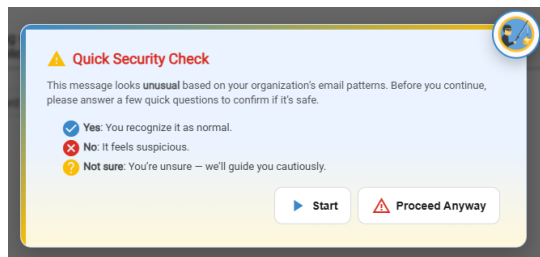 Quick Security Check
This message looks unusual based on your organization's email patterns. Before you continue,
please answer a few quick questions to confirm if it's safe.
Yes: You recognize it as normal.
No: It feels suspicious.
Not sure: You're unsure — we'll guide you cautiously.
Start
Proceed Anyway